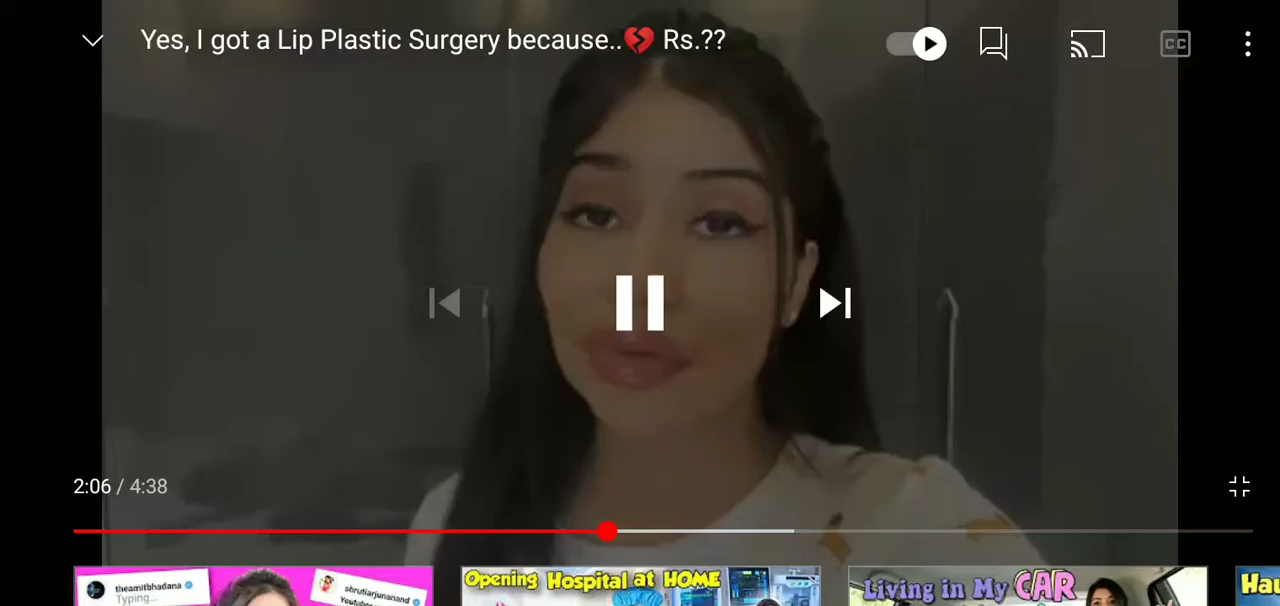 Yes, I got a Lip Plastic Surgery because..💔 Rs.??
CC
2:06 / 4:38
theamitbhadana
Typing...
shrutiarjunanand
Opening Hospital at HOME
Living in My CAR
Hau